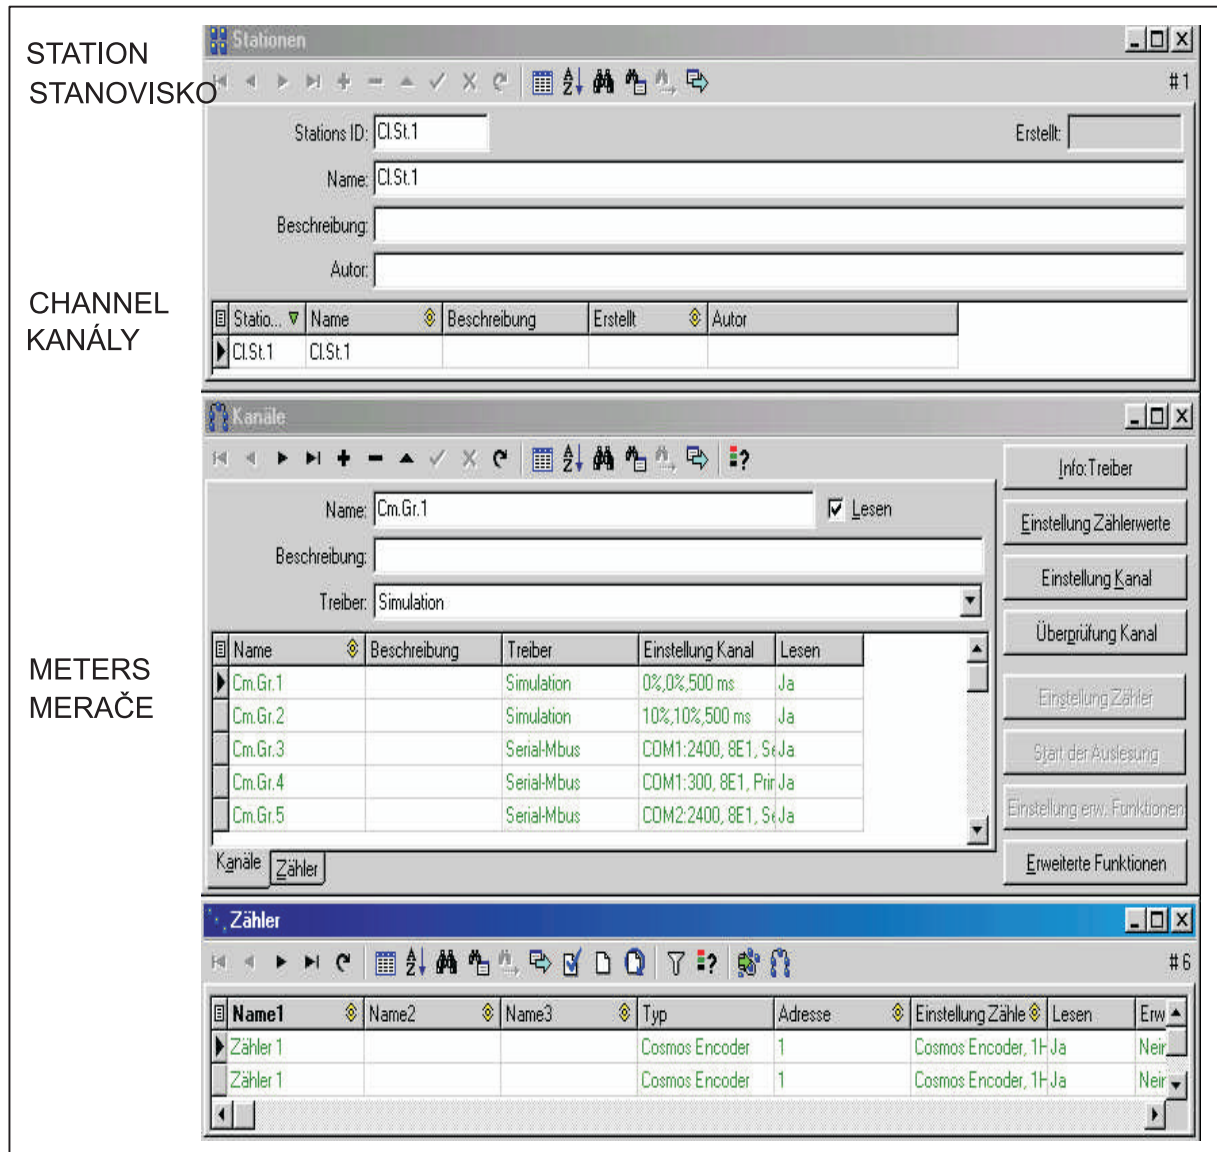 STATION
STANOVISKO
Stationen
#1
Stations ID: Cl.St.1 Erstellt:
Name: Cl.St.1
Beschreibung:
Autor:
CHANNEL
KANÁLY
Statio... Name Beschreibung Erstellt Autor
Cl.St.1 Cl.St.1
Kanäle
Info:Treiber
Name: Cm.Gr.1 Lesen
Einstellung Zählerwerte
Beschreibung:
Einstellung Kanal
Treiber: Simulation
Überprüfung Kanal
METERS
MERAČE
Name Beschreibung Treiber Einstellung Kanal Lesen
Cm.Gr.1 Simulation 0%,0%,500 ms Ja
Cm.Gr.2 Simulation 10%,10%,500 ms Ja
Cm.Gr.3 Serial-Mbus COM1:2400, 8E1, Se Ja
Cm.Gr.4 Serial-Mbus COM1:300, 8E1, Prir Ja
Cm.Gr.5 Serial-Mbus COM2:2400, 8E1, Se Ja
Einstellung Zähler
Start der Auslesung
Einstellung erw. Funktionen
Erweiterte Funktionen
Kanäle Zähler
Zähler
#6
Name1 Name2 Name3 Typ Adresse Einstellung Zähle Lesen Erw
Zähler 1 Cosmos Encoder 1 Cosmos Encoder, 1H Ja Nein
Zähler 1 Cosmos Encoder 1 Cosmos Encoder, 1H Ja Nein